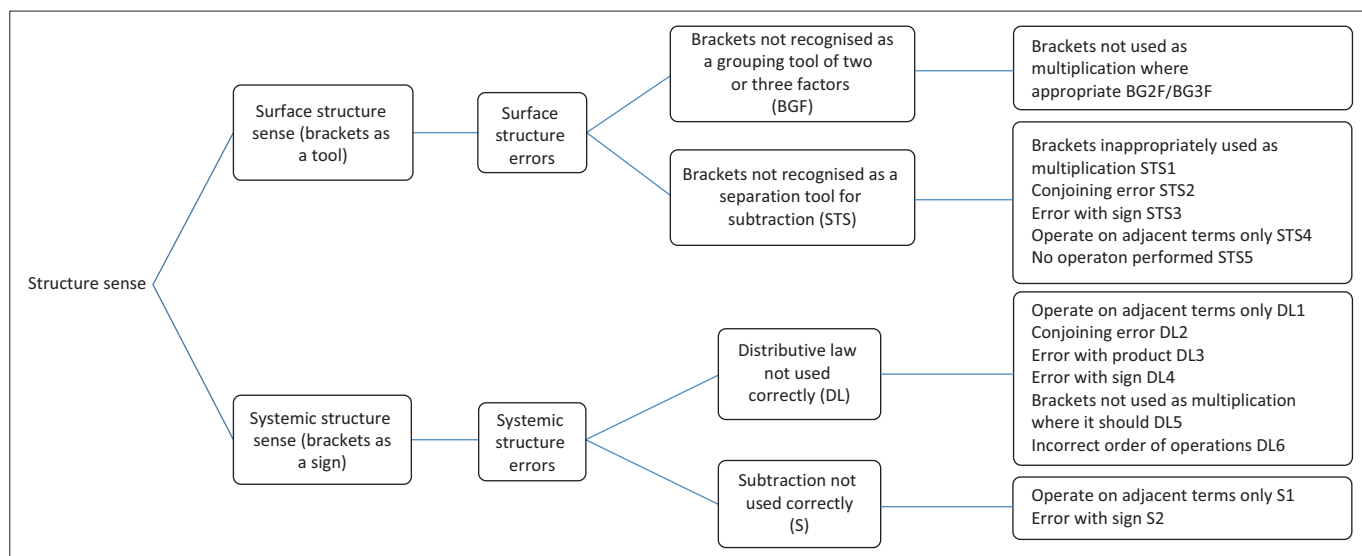 Structure sense
Surface structure
sense (brackets as
a tool)
Surface
structure
errors
Brackets not recognised as
a grouping tool of two
or three factors
(BGF)
Brackets not used as
multiplication where
appropriate BG2F/BG3F
Brackets not recognised as a
separation tool for
subtraction (STS)
Brackets inappropriately used as
multiplication STS1
Conjoining error STS2
Error with sign STS3
Operate on adjacent terms only STS4
No operaton performed STS5
Systemic structure
sense (brackets as
a sign)
Systemic
structure
errors
Distributive law
not used
correctly (DL)
Operate on adjacent terms only DL1
Conjoining error DL2
Error with product DL3
Error with sign DL4
Brackets not used as multiplication
where it should DL5
Incorrect order of operations DL6
Subtraction not
used correctly
(S)
Operate on adjacent terms only S1
Error with sign S2